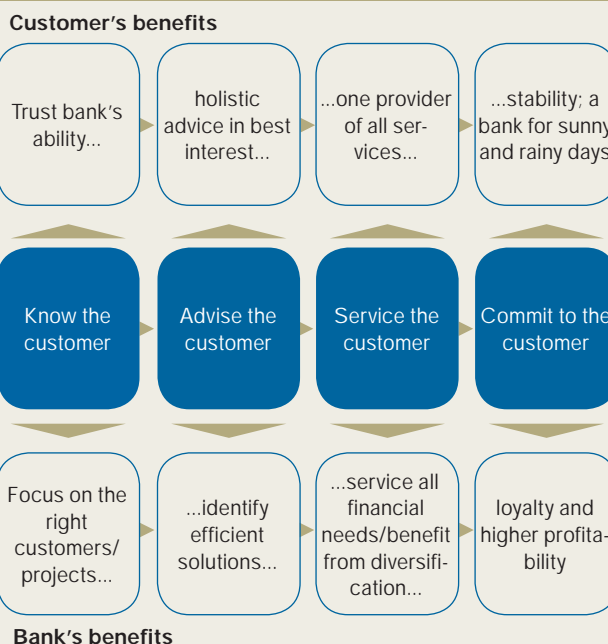 Customer's benefits
Trust bank's
ability...
holistic
advice in best
interest...
...one provider
of all ser-
vices...
...stability; a
bank for sunny
and rainy days
Know the
customer
Advise the
customer
Service the
customer
Commit to the
customer
Focus on the
right
customers/
projects...
...identify
efficient
solutions...
...service all
financial
needs/benefit
from diversifi-
cation...
loyalty and
higher profita-
bility
Bank's benefits